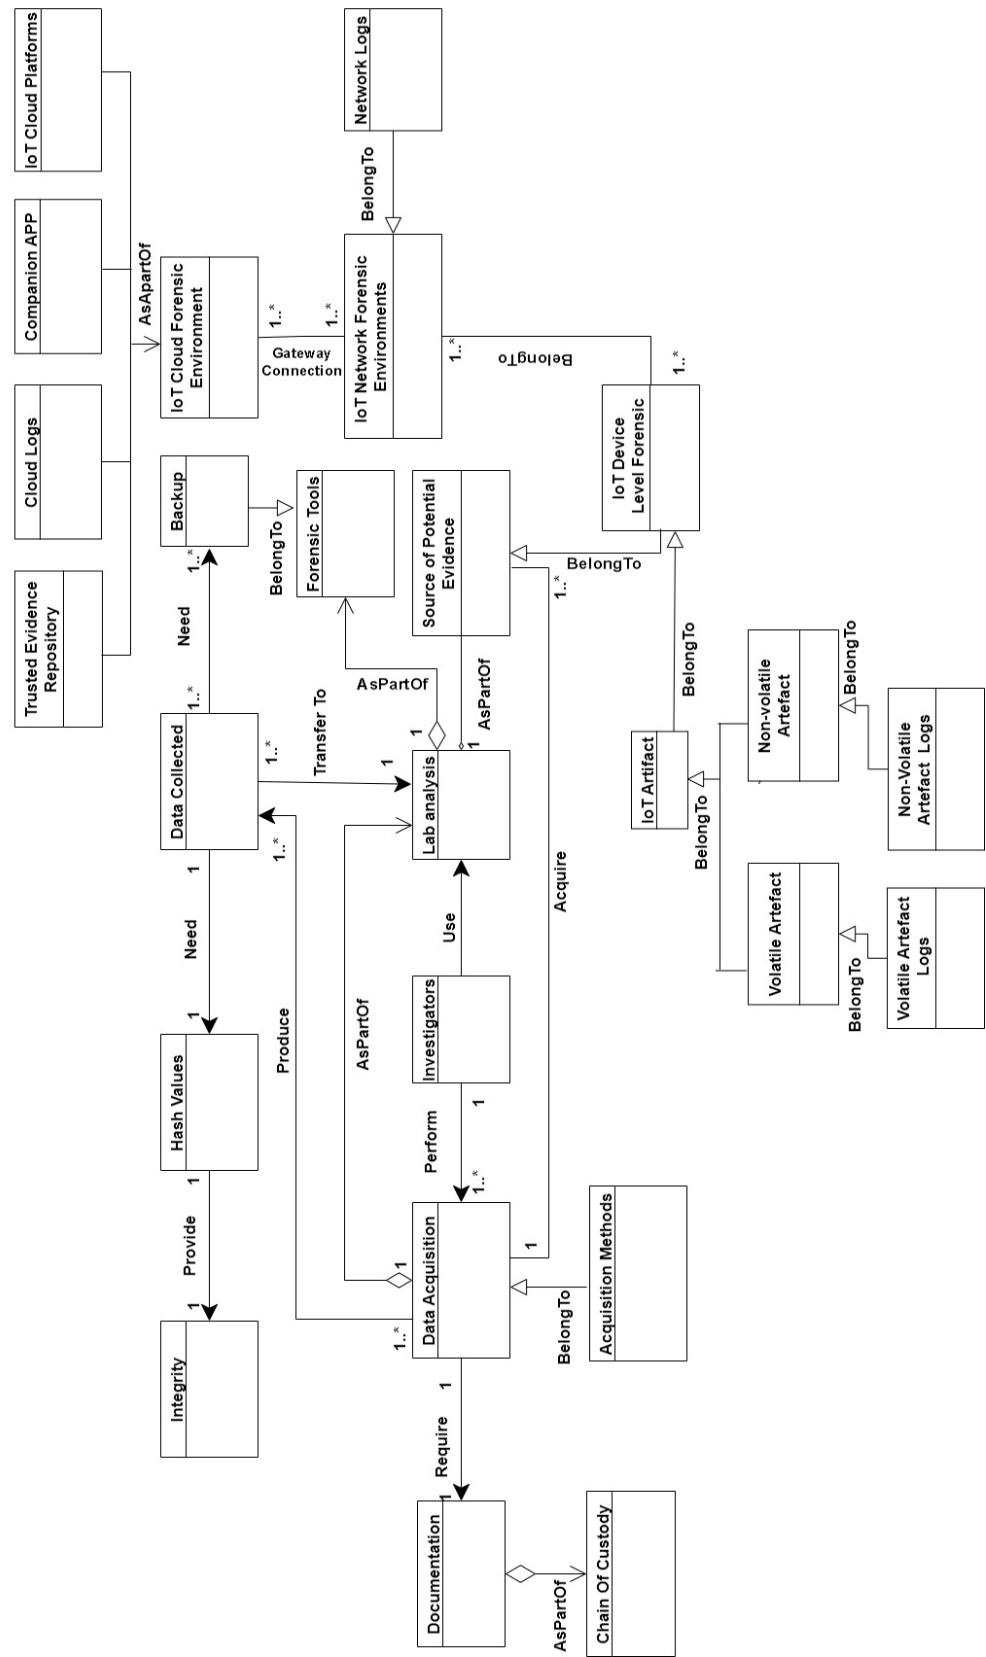 Trusted Evidence
Repository
Cloud Logs
Companion APP
IoT Cloud Platforms
AsApartOf
Integrity
1
Provide
1
Hash Values
1
Need
1
Data Collected
1..*
Need
1..*
Backup
IoT Cloud Forensic
Environment
1..*
Gateway
Connection
1..*
BelongTo
Forensic Tools
Produce
1..*
1..*
Transfer To
1
AsPartOf
1
AsPartOf
1
IoT Network Forensic
Environments
BelongTo
Network Logs
Documentation
1
Require
1
Data Acquisition
1..*
1
1..*
Perform
1
Investigators
Use
Lab analysis
1
AsPartOf
Source of Potential
Evidence
1..*
BelongTo
1..*
1
Acquire
1..*
BelongTo
IoT Device
Level Forensic
AsPartOf
Chain Of Custody
BelongTo
Acquisition Methods
IoT Artifact
BelongTo
BelongTo
Volatile Artefact
Non-volatile
Artefact
BelongTo
BelongTo
Volatile Artefact
Logs
Non-Volatile
Artefact Logs